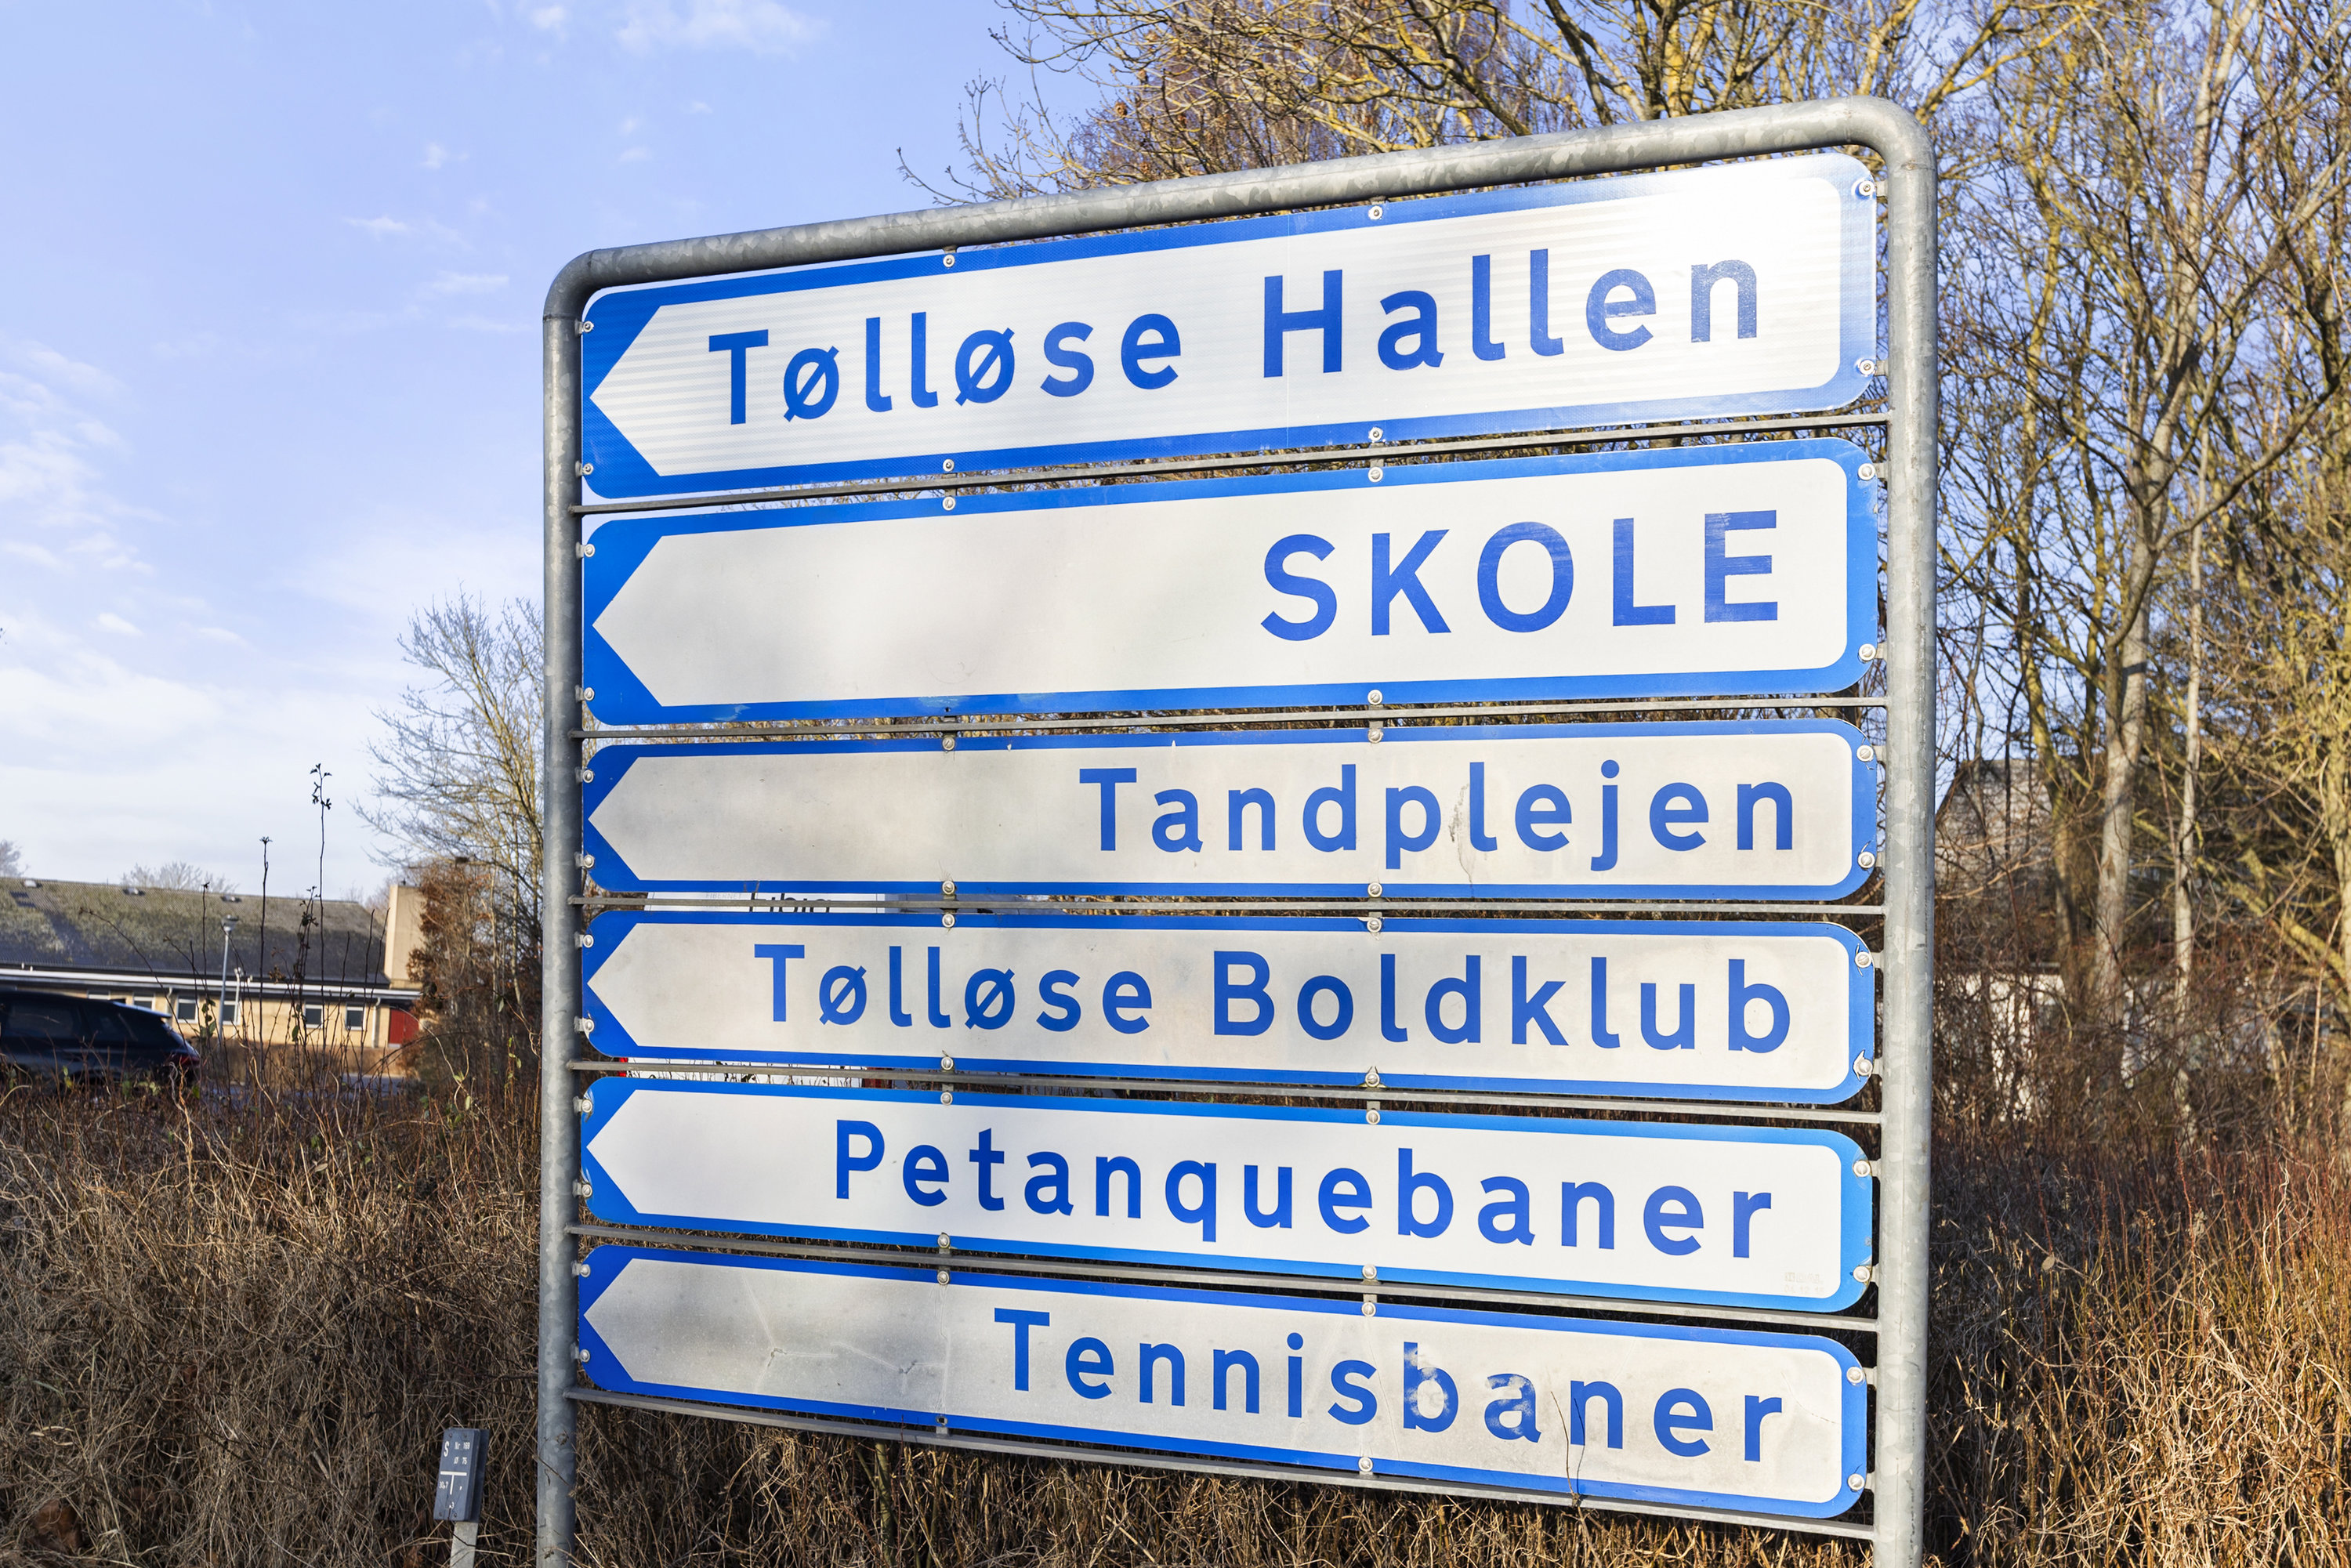 Tølløse Hallen
SKOLE
Tandplejen
Tølløse Boldklub
Petanquebaner
Tennisbaner
S